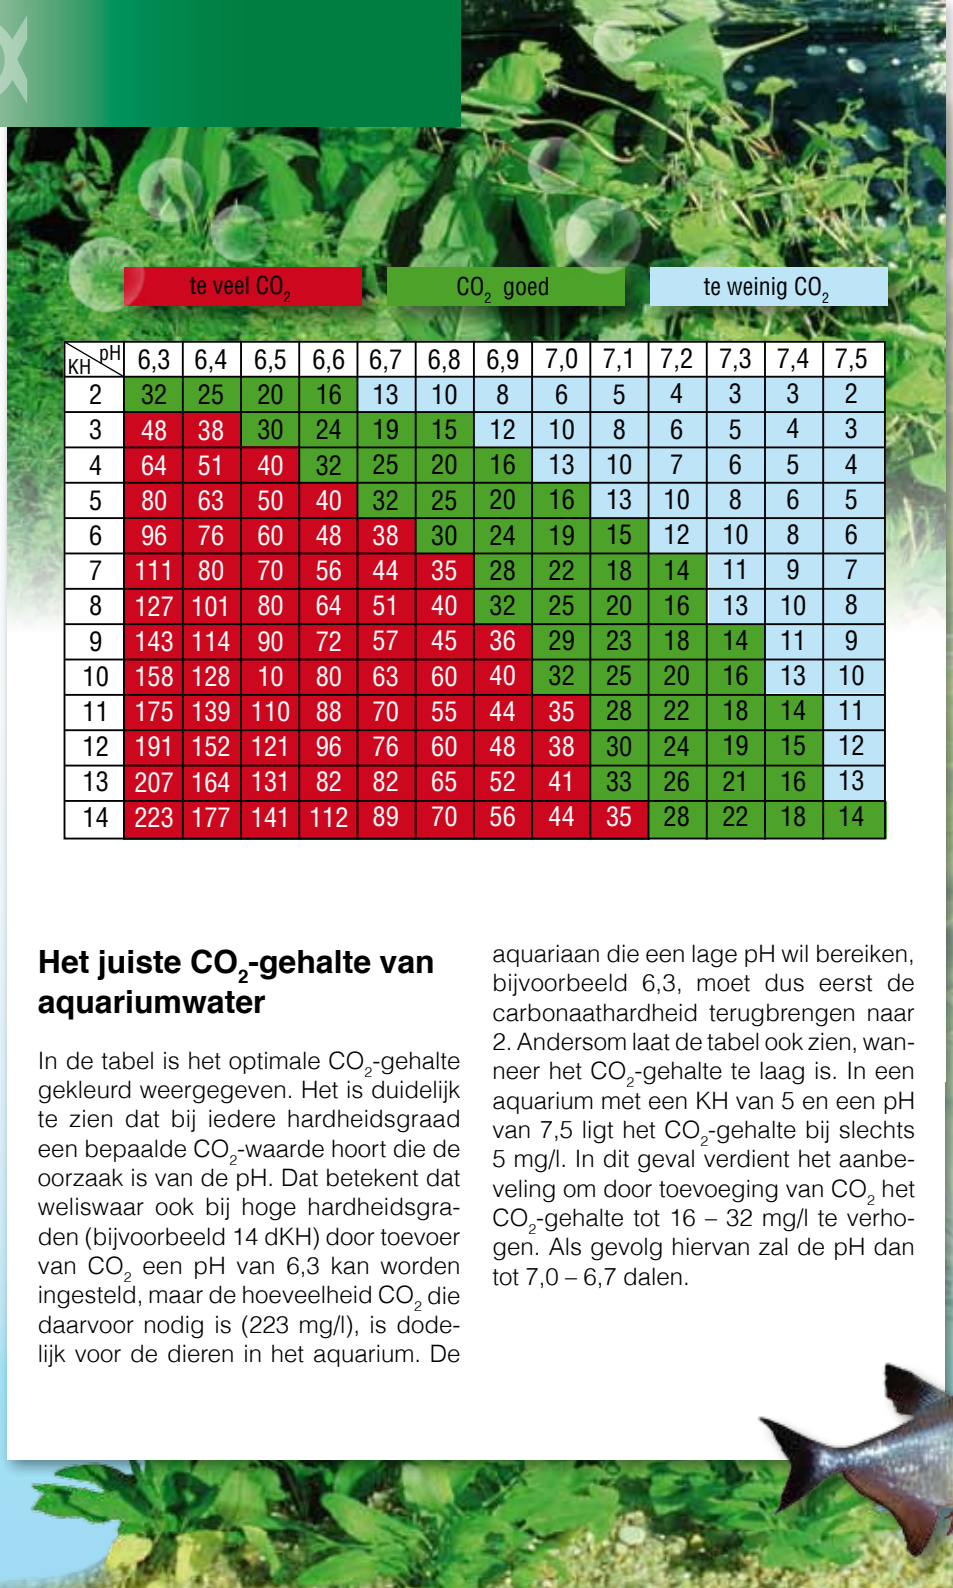 te veel CO₂ CO₂ goed te weinig CO₂
KH pH 6,3 6,4 6,5 6,6 6,7 6,8 6,9 7,0 7,1 7,2 7,3 7,4 7,5
2 32 25 20 16 13 10 8 6 5 4 3 3 2
3 48 38 30 24 19 15 12 10 8 6 5 4 3
4 64 51 40 32 25 20 16 13 10 7 6 5 4
5 80 63 50 40 32 25 20 16 13 10 8 6 5
6 96 76 60 48 38 30 24 19 15 12 10 8 6
7 111 80 70 56 44 35 28 22 18 14 11 9 7
8 127 101 80 64 51 40 32 25 20 16 13 10 8
9 143 114 90 72 57 45 36 29 23 18 14 11 9
10 158 128 10 80 63 60 40 32 25 20 16 13 10
11 175 139 110 88 70 55 44 35 28 22 18 14 11
12 191 152 121 96 76 60 48 38 30 24 19 15 12
13 207 164 131 82 82 65 52 41 33 26 21 16 13
14 223 177 141 112 89 70 56 44 35 28 22 18 14
Het juiste CO₂-gehalte van
aquariumwater
In de tabel is het optimale CO₂-gehalte
gekleurd weergegeven. Het is duidelijk
te zien dat bij iedere hardheidsgraad
een bepaalde CO₂-waarde hoort die de
oorzaak is van de pH. Dat betekent dat
weliswaar ook bij hoge hardheidsgra-
den (bijvoorbeeld 14 dKH) door toevoer
van CO₂ een pH van 6,3 kan worden
ingesteld, maar de hoeveelheid CO₂ die
daarvoor nodig is (223 mg/l), is dode-
lijk voor de dieren in het aquarium. De
aquariaan die een lage pH wil bereiken,
bijvoorbeeld 6,3, moet dus eerst de
carbonaathardheid terugbrengen naar
2. Andersom laat de tabel ook zien, wan-
neer het CO₂-gehalte te laag is. In een
aquarium met een KH van 5 en een pH
van 7,5 ligt het CO₂-gehalte bij slechts
5 mg/l. In dit geval verdient het aanbe-
veling om door toevoeging van CO₂ het
CO₂-gehalte tot 16 – 32 mg/l te verho-
gen. Als gevolg hiervan zal de pH dan
tot 7,0 – 6,7 dalen.